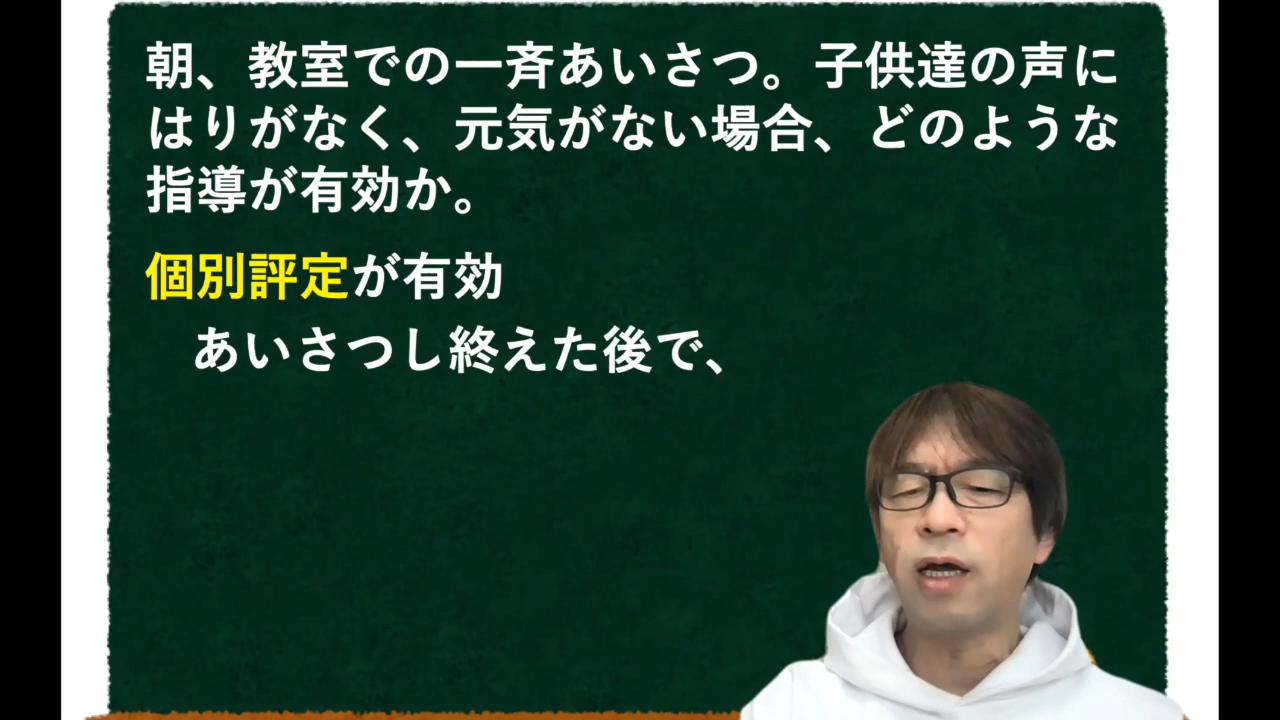 朝、教室での一斉あいさつ。子供達の声に
はりがなく、元気がない場合、どのような
指導が有効か。
個別評定が有効
あいさつし終えた後で、